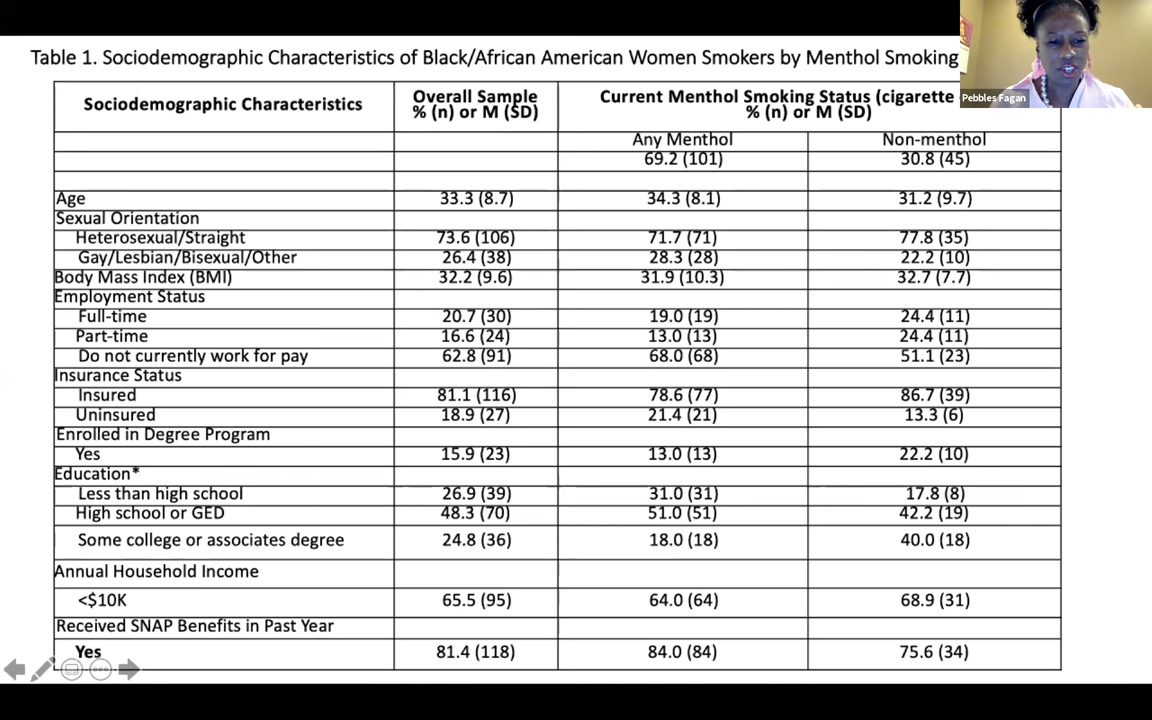 Table 1. Sociodemographic Characteristics of Black/African American Women Smokers by Menthol Smoking
Pebbles Fagan
Sociodemographic Characteristics Overall Sample % (n) or M (SD) Current Menthol Smoking Status (cigarette % (n) or M (SD)
Any Menthol Non-menthol
69.2 (101) 30.8 (45)
Age 33.3 (8.7) 34.3 (8.1) 31.2 (9.7)
Sexual Orientation
Heterosexual/Straight 73.6 (106) 71.7 (71) 77.8 (35)
Gay/Lesbian/Bisexual/Other 26.4 (38) 28.3 (28) 22.2 (10)
Body Mass Index (BMI) 32.2 (9.6) 31.9 (10.3) 32.7 (7.7)
Employment Status
Full-time 20.7 (30) 19.0 (19) 24.4 (11)
Part-time 16.6 (24) 13.0 (13) 24.4 (11)
Do not currently work for pay 62.8 (91) 68.0 (68) 51.1 (23)
Insurance Status
Insured 81.1 (116) 78.6 (77) 86.7 (39)
Uninsured 18.9 (27) 21.4 (21) 13.3 (6)
Enrolled in Degree Program
Yes 15.9 (23) 13.0 (13) 22.2 (10)
Education*
Less than high school 26.9 (39) 31.0 (31) 17.8 (8)
High school or GED 48.3 (70) 51.0 (51) 42.2 (19)
Some college or associates degree 24.8 (36) 18.0 (18) 40.0 (18)
Annual Household Income
<$10K 65.5 (95) 64.0 (64) 68.9 (31)
Received SNAP Benefits in Past Year
Yes 81.4 (118) 84.0 (84) 75.6 (34)